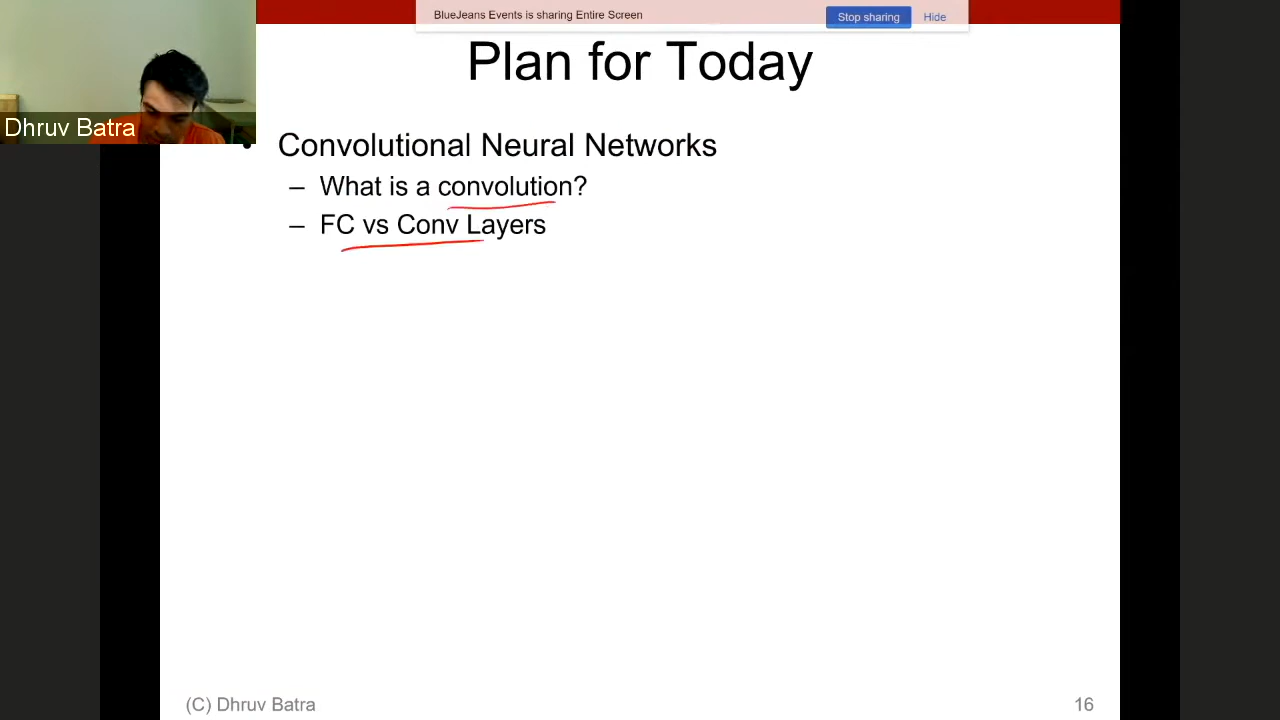 BlueJeans Events is sharing Entire Screen Stop sharing Hide
Plan for Today
Dhruv Batra
• Convolutional Neural Networks
– What is a convolution?
– FC vs Conv Layers
(C) Dhruv Batra 16